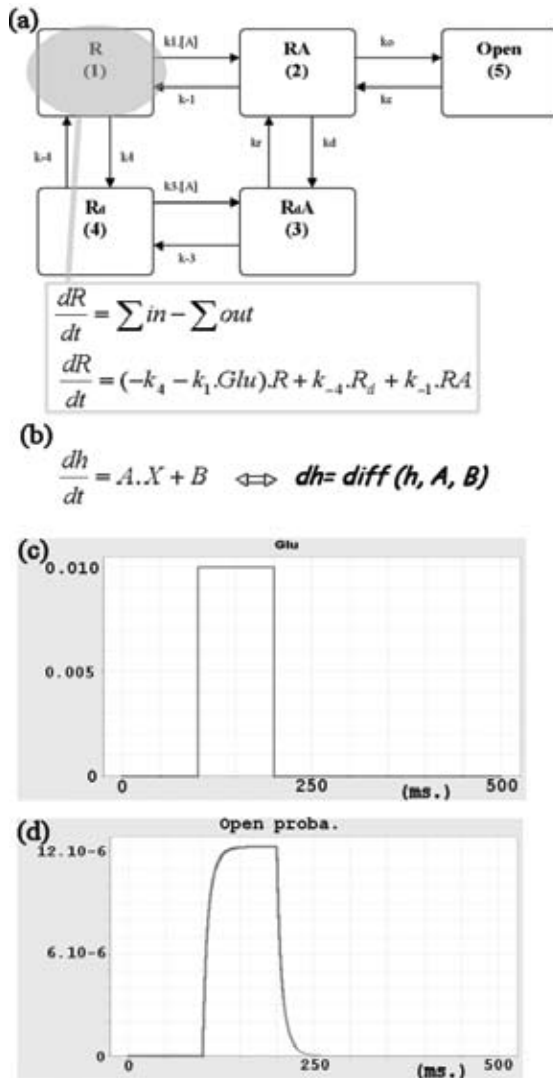 (a)
R
(1)
k1.[A]
k-1
RA
(2)
ko
kc
Open
(5)
k-4
k4
kr
kd
Rd
(4)
k3.[A]
k-3
RdA
(3)
dR/dt = ∑ in − ∑ out
dR/dt = (−k₄ − k₁.Glu).R + k₋₄.R_d + k₋₁.RA
(b)
dh/dt = A.X + B ⇔ dh= diff (h, A, B)
(c)
Glu
0.010
0.005
0
0 250 500
(ms.)
(d)
Open proba.
12.10-6
6.10-6
0
0 250 500
(ms.)